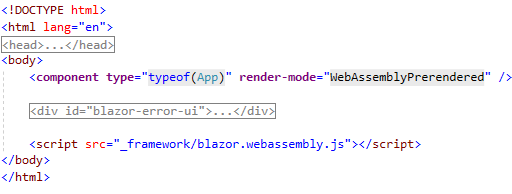 <!DOCTYPE html>
<html lang="en">
<head>...</head>
<body>
    <component type="typeof(App)" render-mode="WebAssemblyPrerendered" />
    <div id="blazor-error-ui">...</div>
    <script src="_framework/blazor.webassembly.js"></script>
</body>
</html>